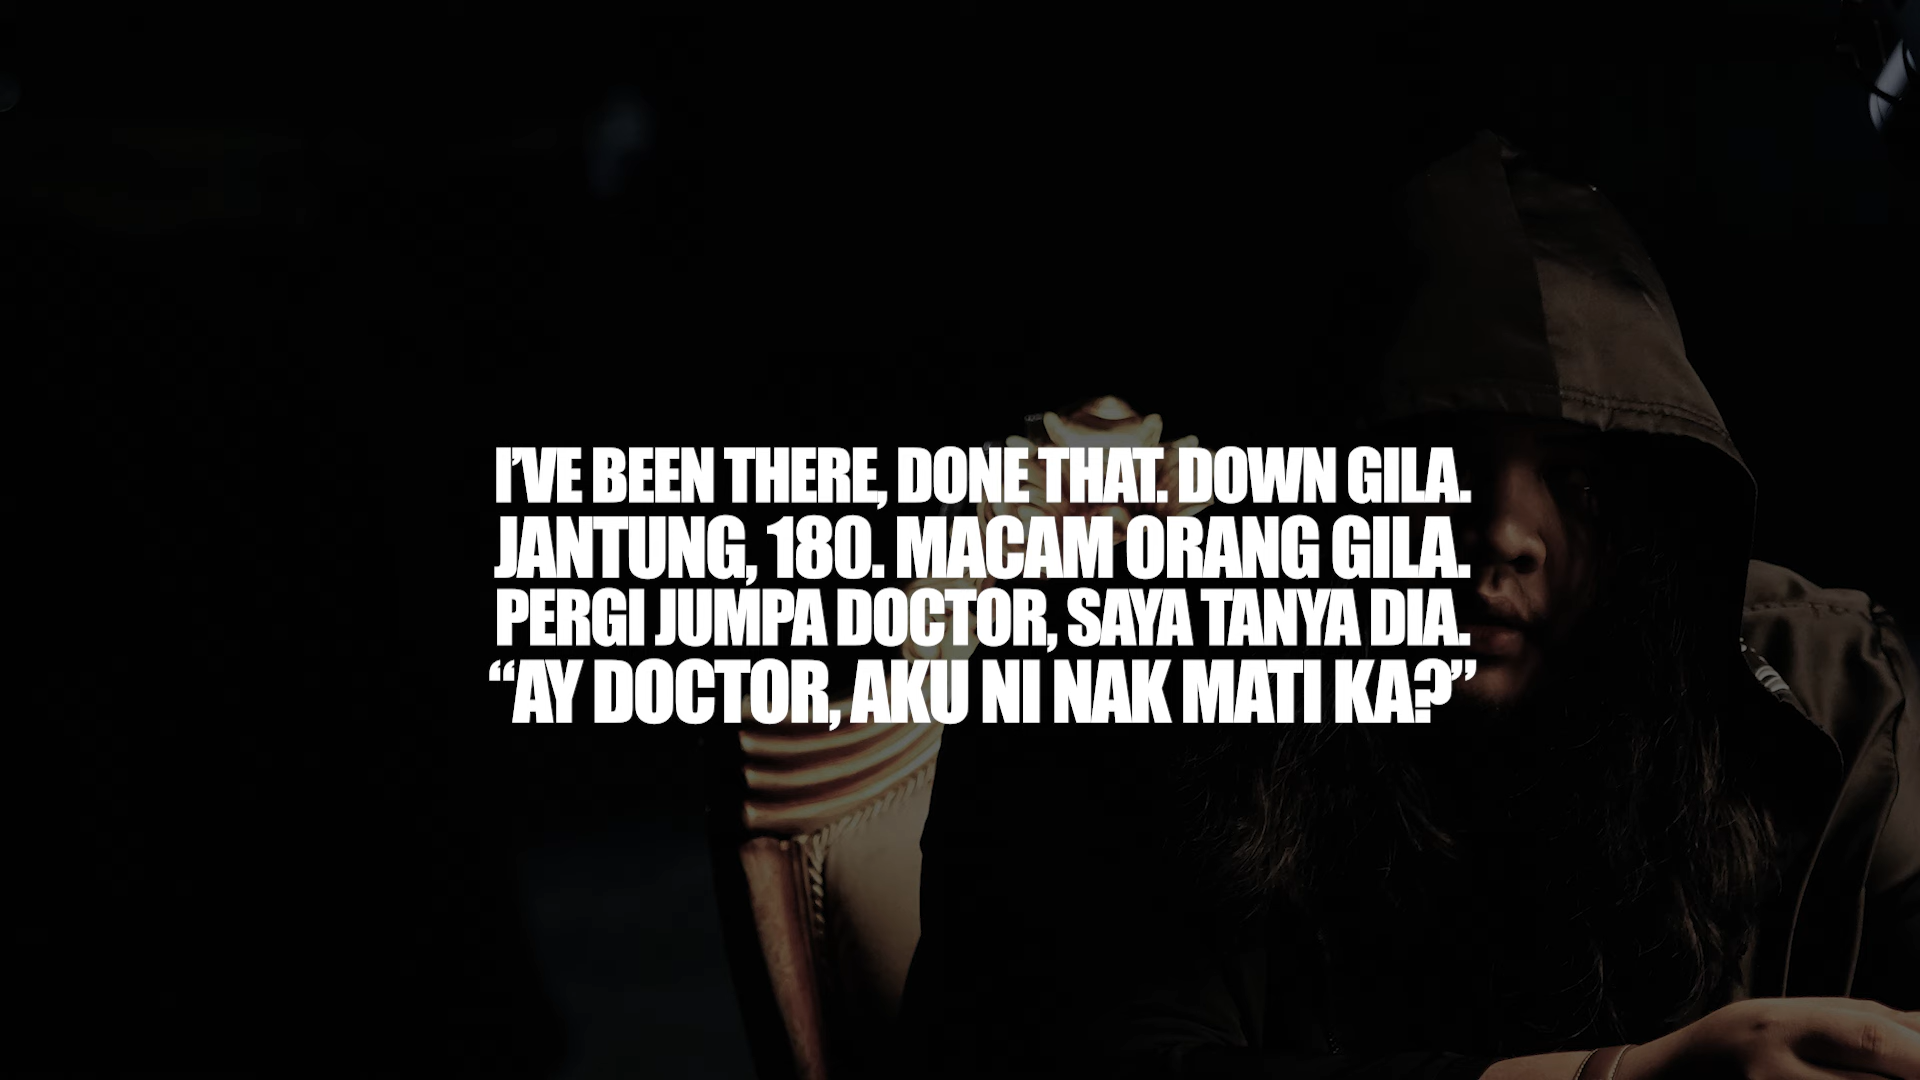 I’VE BEEN THERE, DONE THAT. DOWN GILA.
JANTUNG, 180. MACAM ORANG GILA.
PERGI JUMPA DOCTOR, SAYA TANYA DIA.
“AY DOCTOR, AKU NI NAK MATI KA?”